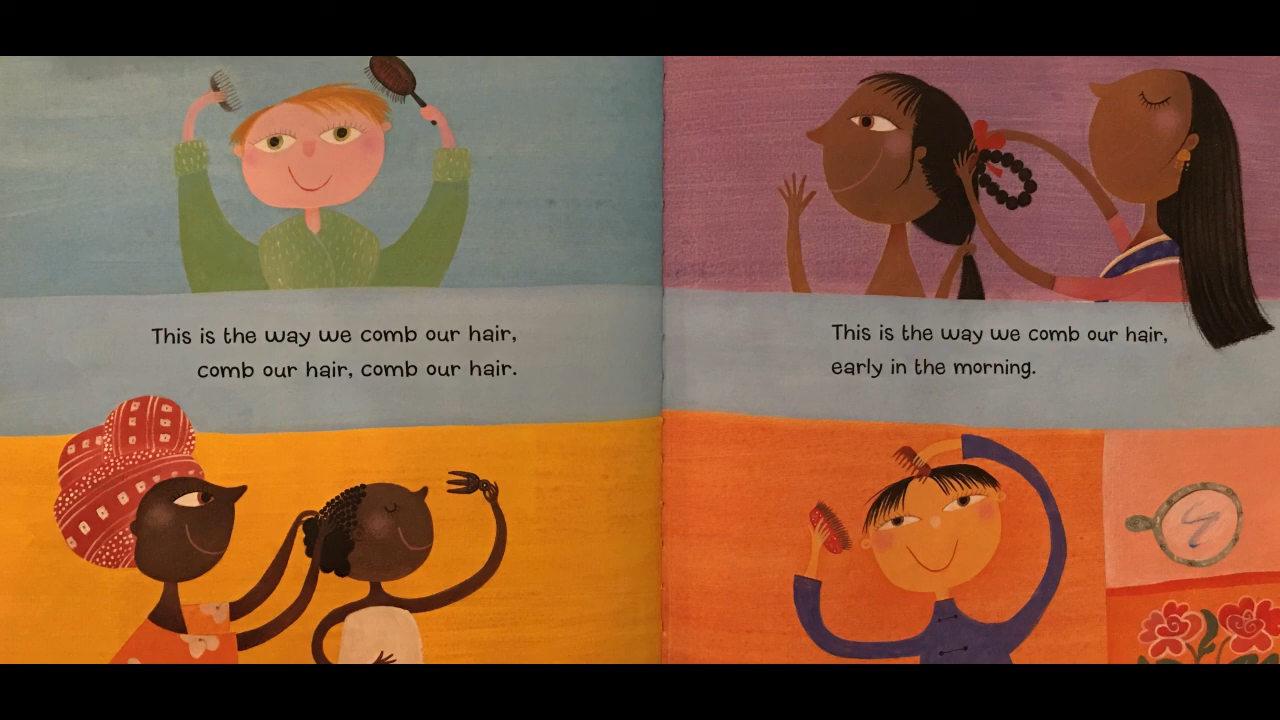 This is the way we comb our hair,
comb our hair, comb our hair.
This is the way we comb our hair,
early in the morning.